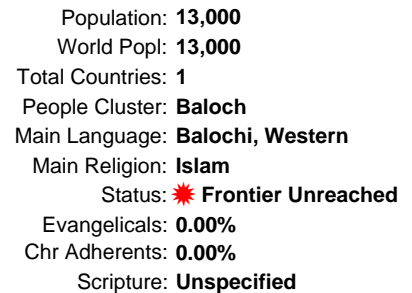 Population: 13,000
World Popl: 13,000
Total Countries: 1
People Cluster: Baloch
Main Language: Balochi, Western
Main Religion: Islam
Status: Frontier Unreached
Evangelicals: 0.00%
Chr Adherents: 0.00%
Scripture: Unspecified